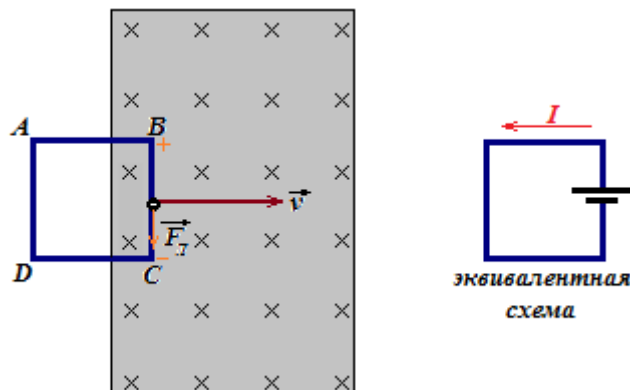 I
A B
+
v
F л
D C −
эквивалентная
схема